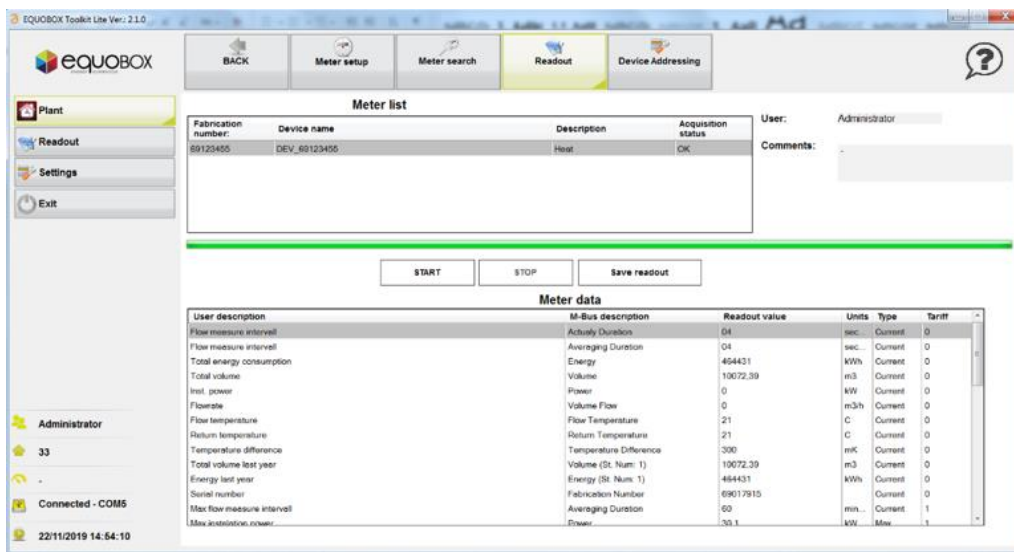 EQUOBOX Toolkit Lite Ver.: 2.1.0
equobox
BACK
Meter setup
Meter search
Readout
Device Addressing
?
Plant
Readout
Settings
Exit
Meter list
Fabrication number: Device name Description Acquisition status
69123455 DEV_69123455 Heat OK
User: Administrator
Comments: -
START STOP Save readout
Meter data
User description M-Bus description Readout value Units Type Tariff
Flow measure intervall Actualy Duration 04 sec... Current 0
Flow measure intervall Averaging Duration 04 sec... Current 0
Total energy consumption Energy 464431 kWh Current 0
Total volume Volume 10072,39 m3 Current 0
Inst. power Power 0 kW Current 0
Flowrate Volume Flow 0 m3/h Current 0
Flow temperature Flow Temperature 21 C Current 0
Return temperature Return Temperature 21 C Current 0
Temperature difference Temperature Difference 300 mK Current 0
Total volume last year Volume (St. Num: 1) 10072.39 m3 Current 0
Energy last year Energy (St. Num: 1) 464431 kWh Current 0
Serial number Fabrication Number 69017915 Current 0
Max flow measure intervall Averaging Duration 60 min... Current 1
Power 30.1 kW Max 1
Administrator
33
-
Connected - COM5
22/11/2019 14:54:10